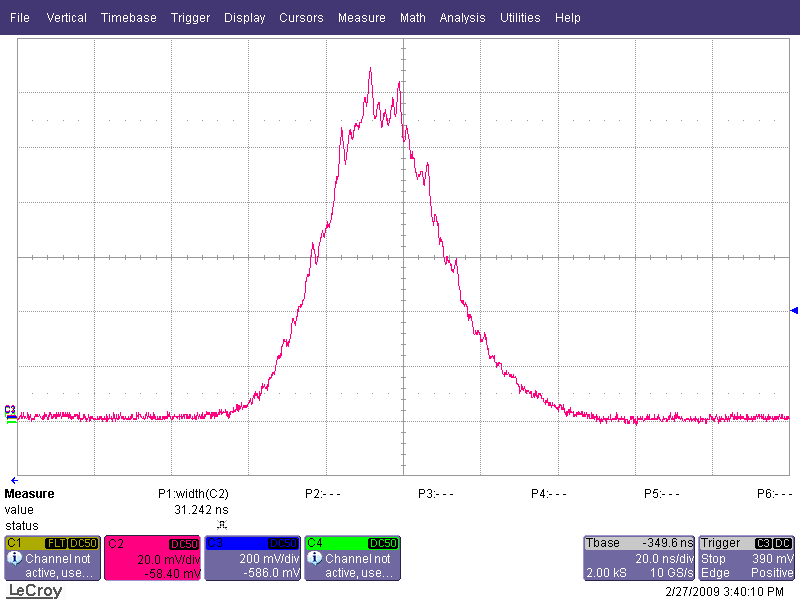 File Vertical Timebase Trigger Display Cursors Measure Math Analysis Utilities Help
Measure P1:width(C2) P2:--- P3:--- P4:--- P5:--- P6:---
value 31.242 ns
status
C1 FLT DC50 C2 DC50 C3 DC50 C4 DC50 Tbase -349.6 ns Trigger C3 DC
Channel not 20.0 mV/div 200 mV/div Channel not 20.0 ns/div Stop 390 mV
active, use... -58.40 mV -586.0 mV active, use... 2.00 kS 10 GS/s Edge Positive
LeCroy 2/27/2009 3:40:10 PM